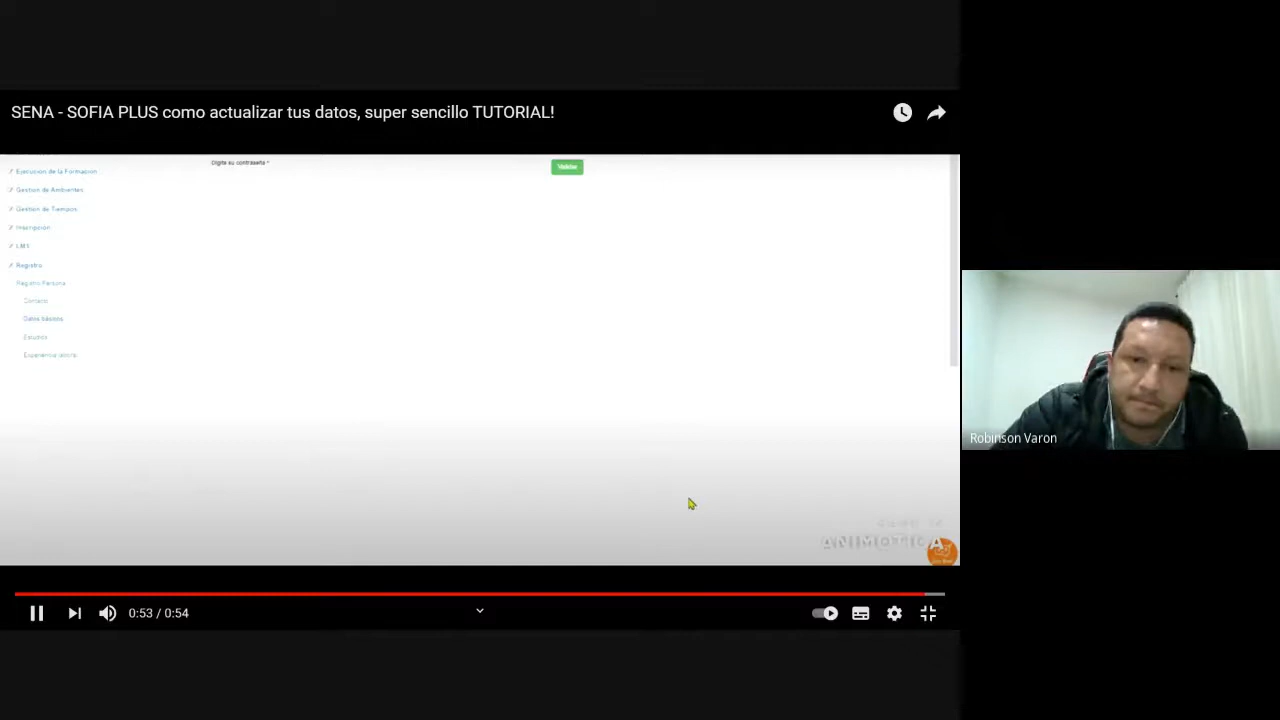 SENA - SOFIA PLUS como actualizar tus datos, super sencillo TUTORIAL!
Digite su contraseña *
Validar
Ejecución de la Formación
Gestión de Ambientes
Gestión de Tiempos
Inscripción
LMS
Registro
Registro Persona
Contacto
Datos básicos
Estudios
Experiencia laboral
Robinson Varon
ANIMOTICA
0:53 / 0:54